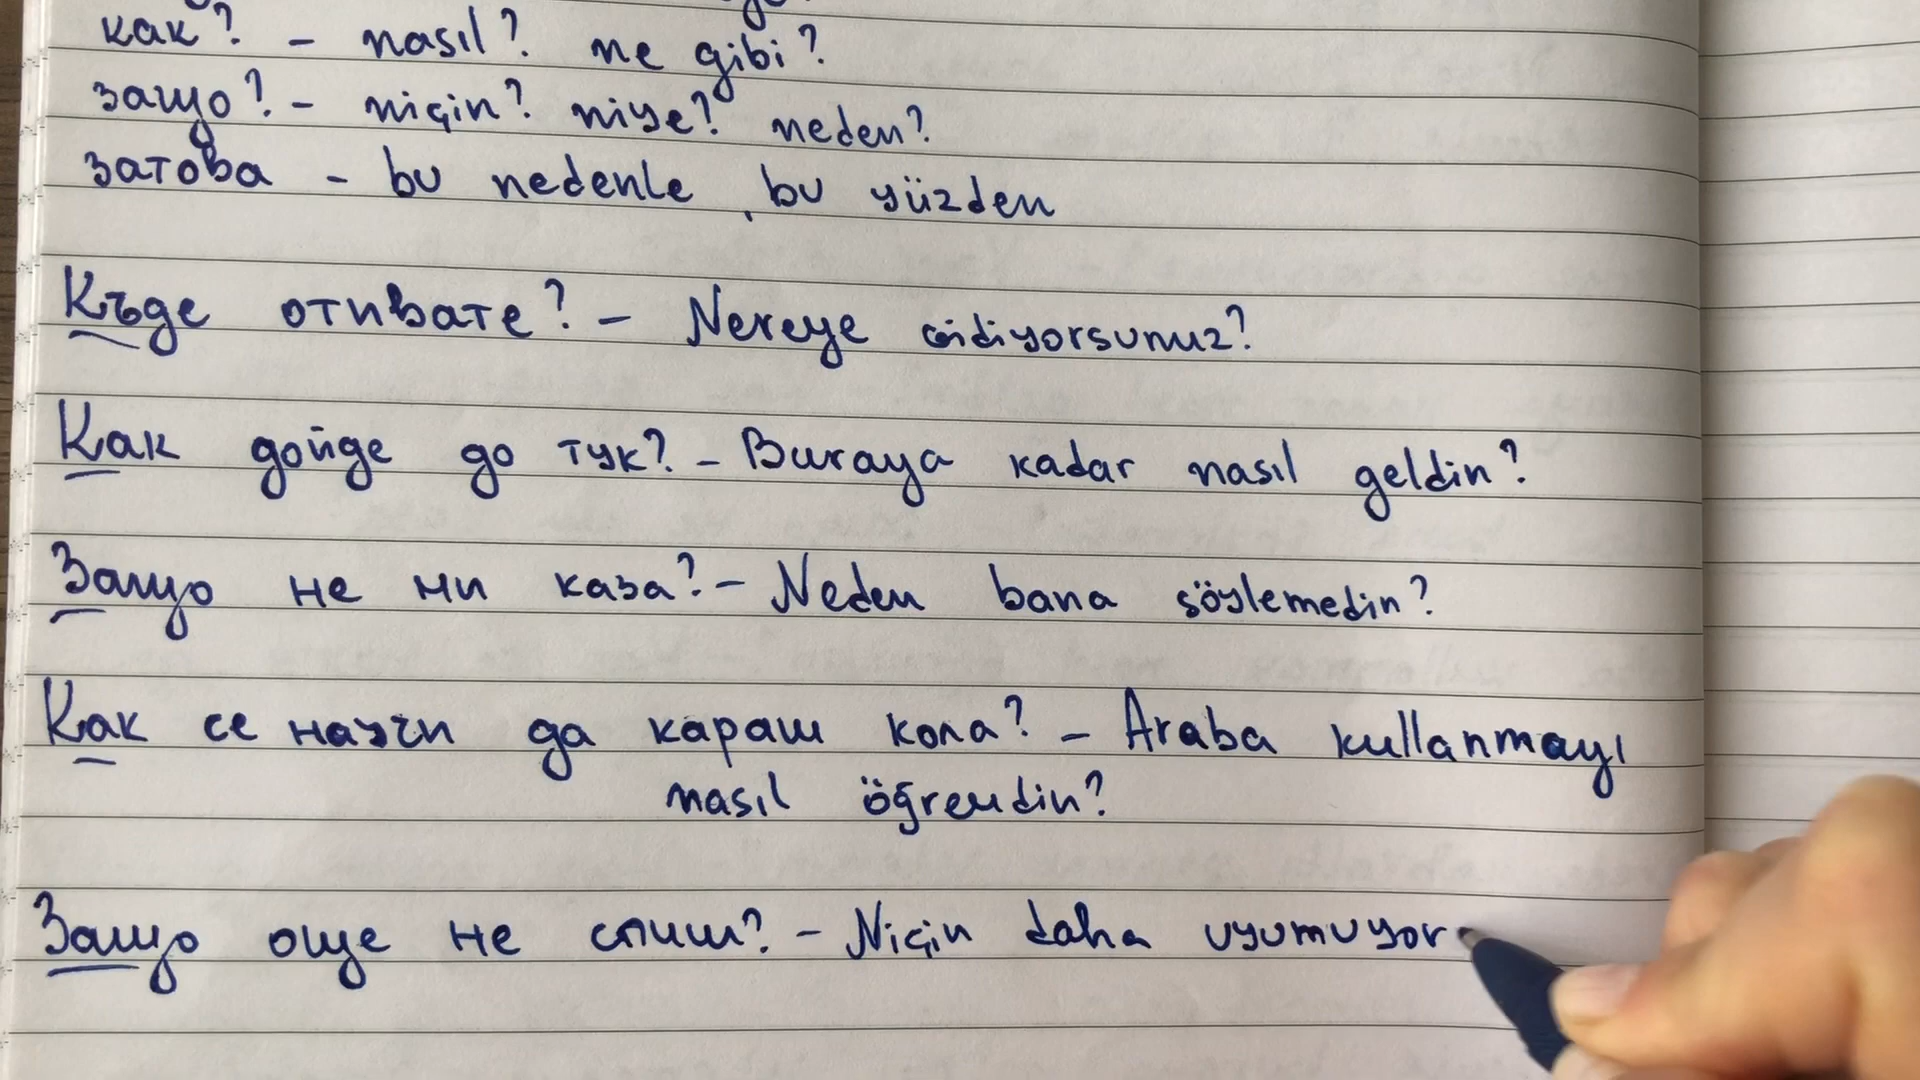 как? - nasıl? ne gibi?
защо? - niçin? niye? neden?
затова - bu nedenle, bu yüzden
Къде отивате? - Nereye gidiyorsunuz?
Как дойде до тук? - Buraya kadar nasıl geldin?
Защо не ми каза? - Neden bana söylemedin?
Как се научи да караш кола? - Araba kullanmayı
nasıl öğrendin?
Защо още не спиш? - Niçin daha uyumuyor